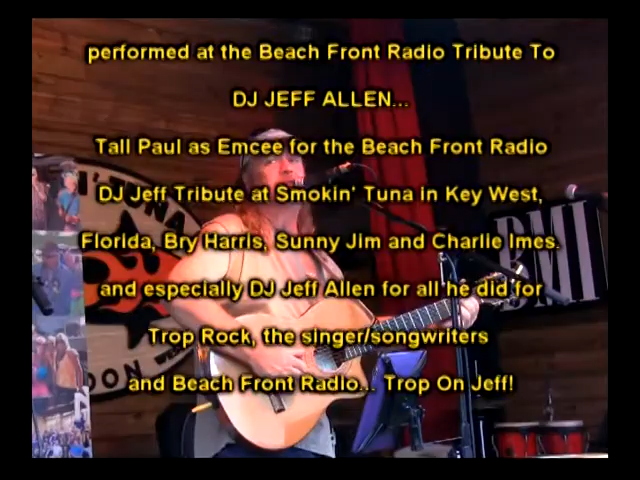 performed at the Beach Front Radio Tribute To
DJ JEFF ALLEN...
Tall Paul as Emcee for the Beach Front Radio
DJ Jeff Tribute at Smokin' Tuna in Key West,
Florida, Bry Harris, Sunny Jim and Charlie Imes.
and especially DJ Jeff Allen for all he did for
Trop Rock, the singer/songwriters
and Beach Front Radio... Trop On Jeff!
N' TUNA
BMI